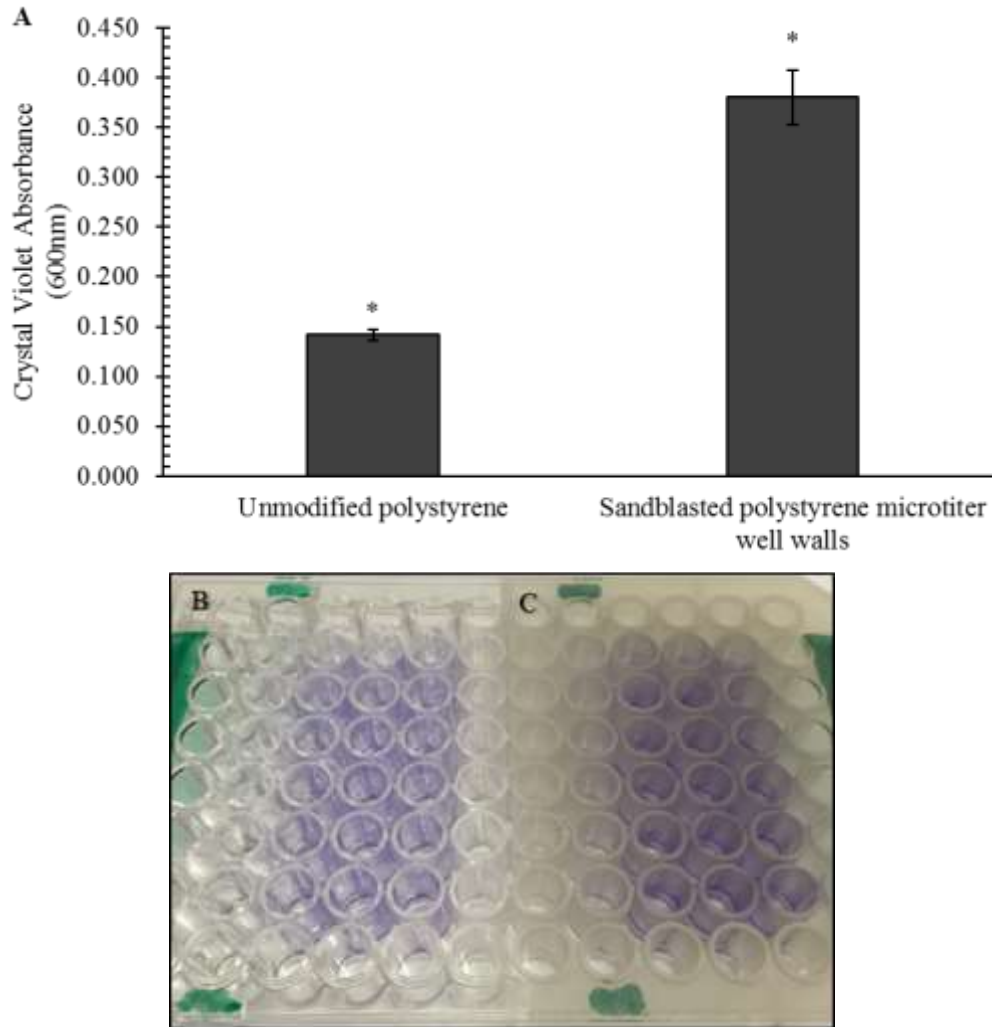 A
Crystal Violet Absorbance
(600nm)
0.450
0.400
0.350
0.300
0.250
0.200
0.150
0.100
0.050
0.000
*
*
Unmodified polystyrene
Sandblasted polystyrene microtiter
well walls
B
C